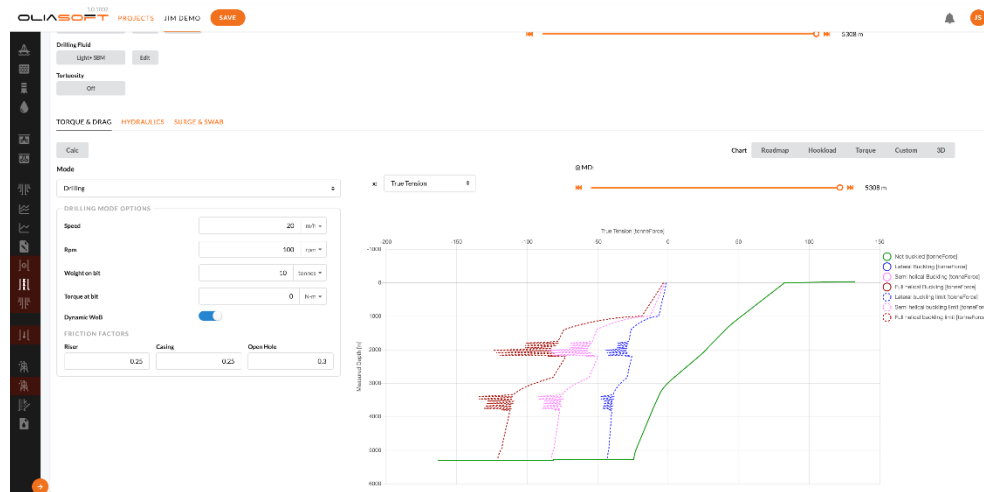 OLIASOFT
PROJECTS
JIM DEMO
SAVE
JS
5308 m
Drilling Fluid
Light+ SBM
Edit
Tortuosity
Off
TORQUE & DRAG
HYDRAULICS
SURGE & SWAB
Calc
Chart
Roadmap
Hookload
Torque
Custom
3D
Mode
Drilling
x:
True Tension
@MD:
5308 m
DRILLING MODE OPTIONS
Speed
20
m/h
Rpm
100
rpm
Weight on bit
10
tonnes
Torque at bit
0
N·m
Dynamic WoB
FRICTION FACTORS
Riser
Casing
Open Hole
0.25
0.25
0.3
True Tension [tonneForce]
-200
-150
-100
-50
0
50
100
150
-1000
0
1000
2000
3000
4000
5000
6000
Measured Depth [m]
Not buckled [tonneForce]
Lateral Buckling [tonneForce]
Semi-helical Buckling [tonneForce]
Full helical Buckling [tonneForce]
Lateral buckling limit [tonneForce]
Semi-helical buckling limit [tonneForce
Full helical buckling limit [tonneForce